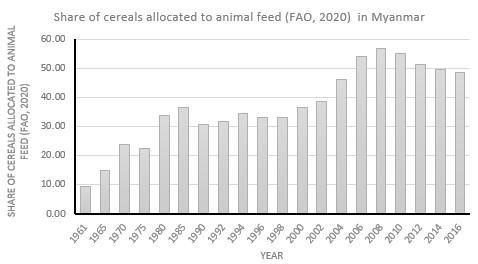 Share of cereals allocated to animal feed (FAO, 2020)  in Myanmar
SHARE OF CEREALS ALLOCATED TO ANIMAL
FEED (FAO, 2020)
60.00
50.00
40.00
30.00
20.00
10.00
0.00
1961 1965 1970 1975 1980 1985 1990 1992 1994 1996 1998 2000 2002 2004 2006 2008 2010 2012 2014 2016
YEAR